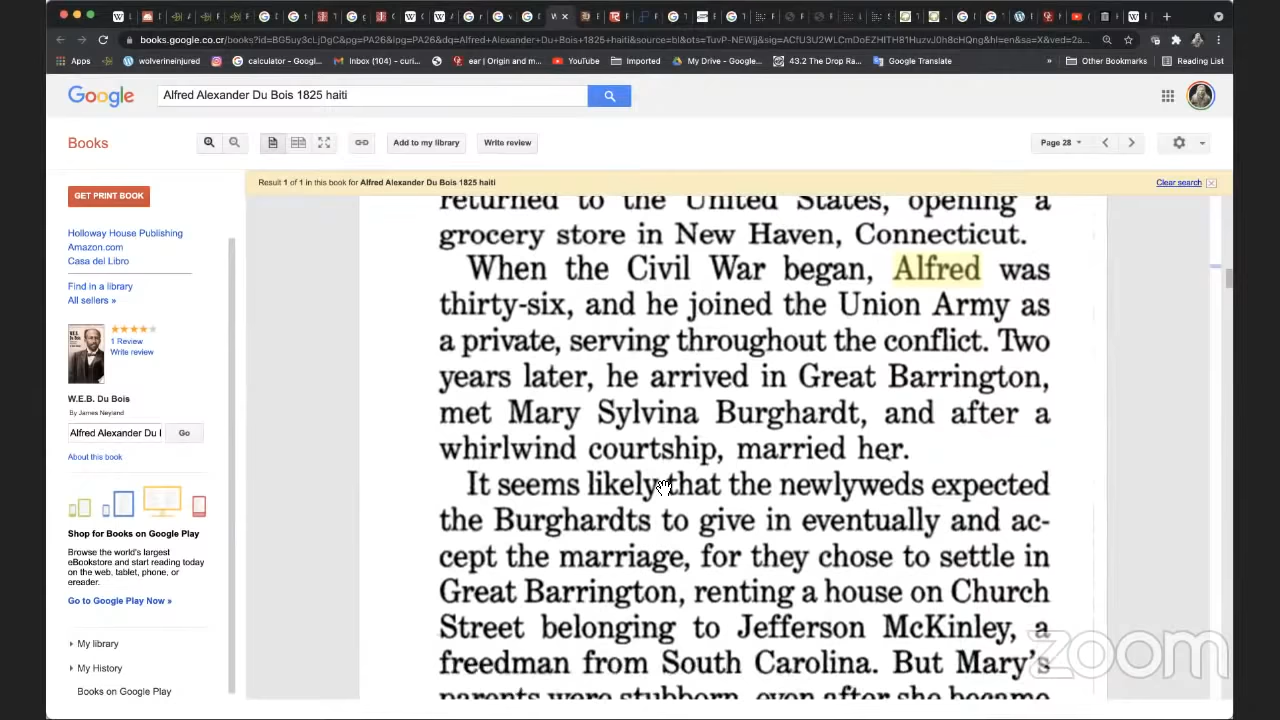 books.google.co.cr/books?id=BG5uy3cLjDgC&pg=PA26&lpg=PA26&dq=Alfred+Alexander+Du+Bois+1825+haiti&source=bl&ots=TuvP-NEWjj&sig=ACfU3U2WLCmDoEZHITH81HuzvJ0h8cHQng&hl=en&sa=X&ved=2a...
Apps
wolverineinjured
calculator - Googl...
Inbox (104) - curi...
ear | Origin and m...
YouTube
Imported
My Drive - Google...
43.2 The Drop Ra...
Google Translate
»
Other Bookmarks
Reading List
Google
Alfred Alexander Du Bois 1825 haiti
Books
Add to my library
Write review
Page 28
Result 1 of 1 in this book for Alfred Alexander Du Bois 1825 haiti
Clear search
GET PRINT BOOK
Holloway House Publishing
Amazon.com
Casa del Libro
Find in a library
All sellers »
1 Review
Write review
W.E.B. Du Bois
By James Neyland
Alfred Alexander Du I
Go
About this book
Shop for Books on Google Play
Browse the world's largest
eBookstore and start reading today
on the web, tablet, phone, or
ereader.
Go to Google Play Now »
My library
My History
Books on Google Play
returned to the United States, opening a
grocery store in New Haven, Connecticut.
When the Civil War began, Alfred was
thirty-six, and he joined the Union Army as
a private, serving throughout the conflict. Two
years later, he arrived in Great Barrington,
met Mary Sylvina Burghardt, and after a
whirlwind courtship, married her.
It seems likely that the newlyweds expected
the Burghardts to give in eventually and ac-
cept the marriage, for they chose to settle in
Great Barrington, renting a house on Church
Street belonging to Jefferson McKinley, a
freedman from South Carolina. But Mary's
parents were stubborn, even after she became
zoom